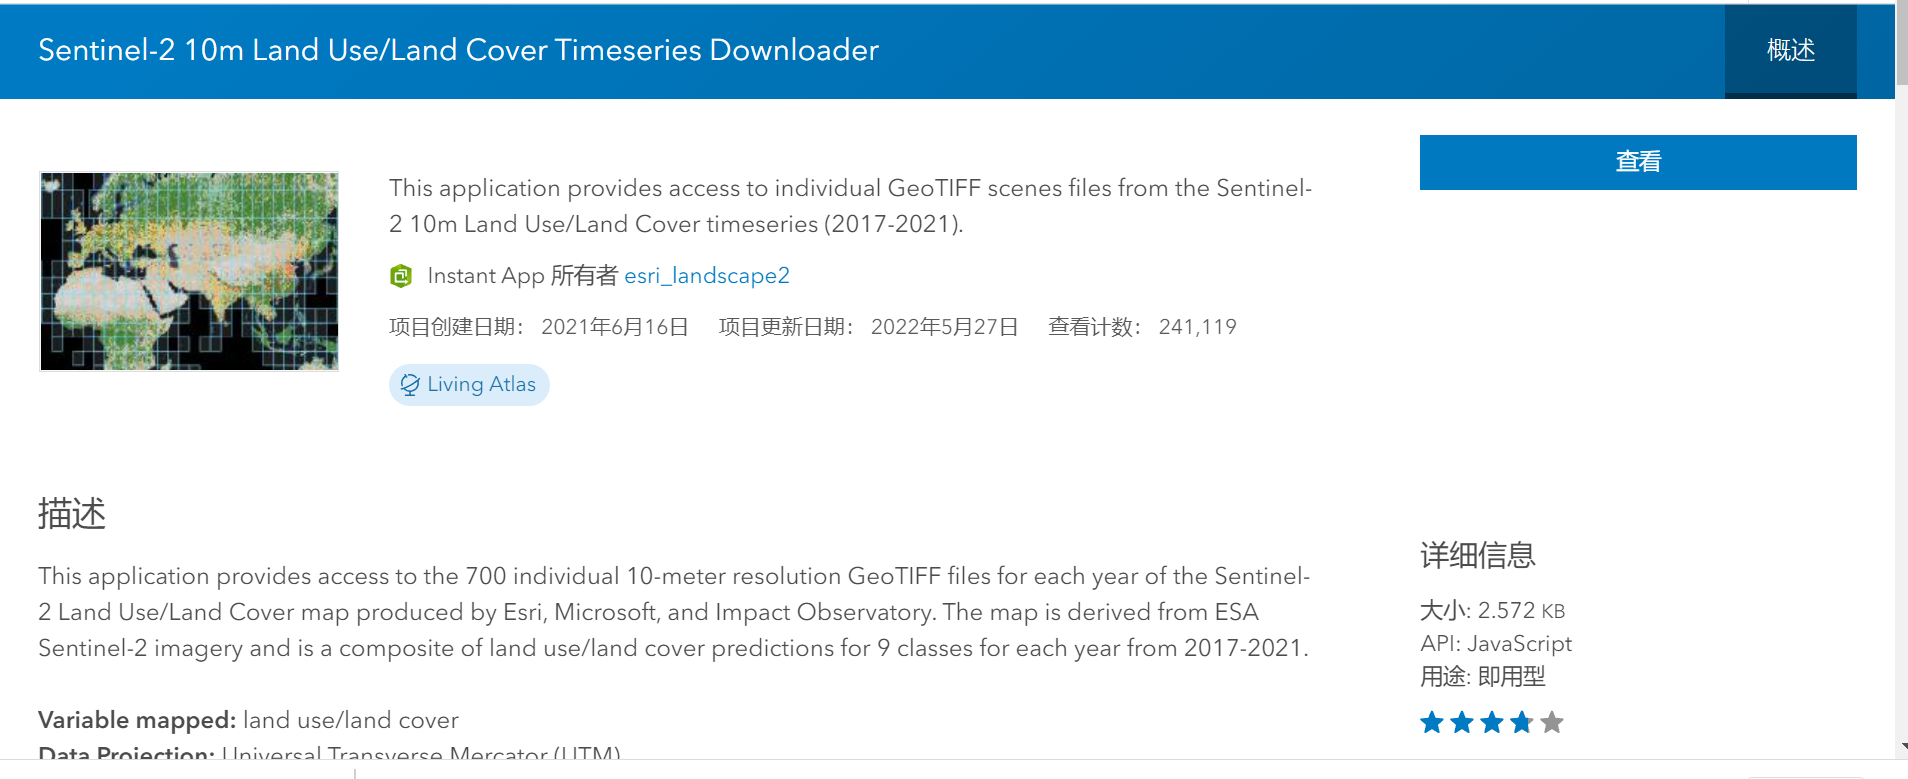 Sentinel-2 10m Land Use/Land Cover Timeseries Downloader
概述
查看
This application provides access to individual GeoTIFF scenes files from the Sentinel-
2 10m Land Use/Land Cover timeseries (2017-2021).
Instant App 所有者 esri_landscape2
项目创建日期： 2021年6月16日 项目更新日期： 2022年5月27日 查看计数： 241,119
Living Atlas
描述
This application provides access to the 700 individual 10-meter resolution GeoTIFF files for each year of the Sentinel-
2 Land Use/Land Cover map produced by Esri, Microsoft, and Impact Observatory. The map is derived from ESA
Sentinel-2 imagery and is a composite of land use/land cover predictions for 9 classes for each year from 2017-2021.
Variable mapped: land use/land cover
Data Projection: Universal Transverse Mercator (UTM)
详细信息
大小: 2.572 KB
API: JavaScript
用途: 即用型